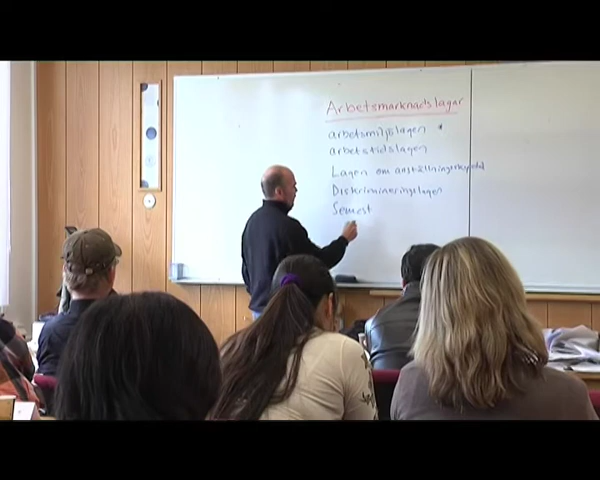 Arbetsmarknadslagar
arbetsmiljölagen *
arbetstidslagen
Lagen om anställningsskydd
Diskrimineringslagen
Semest